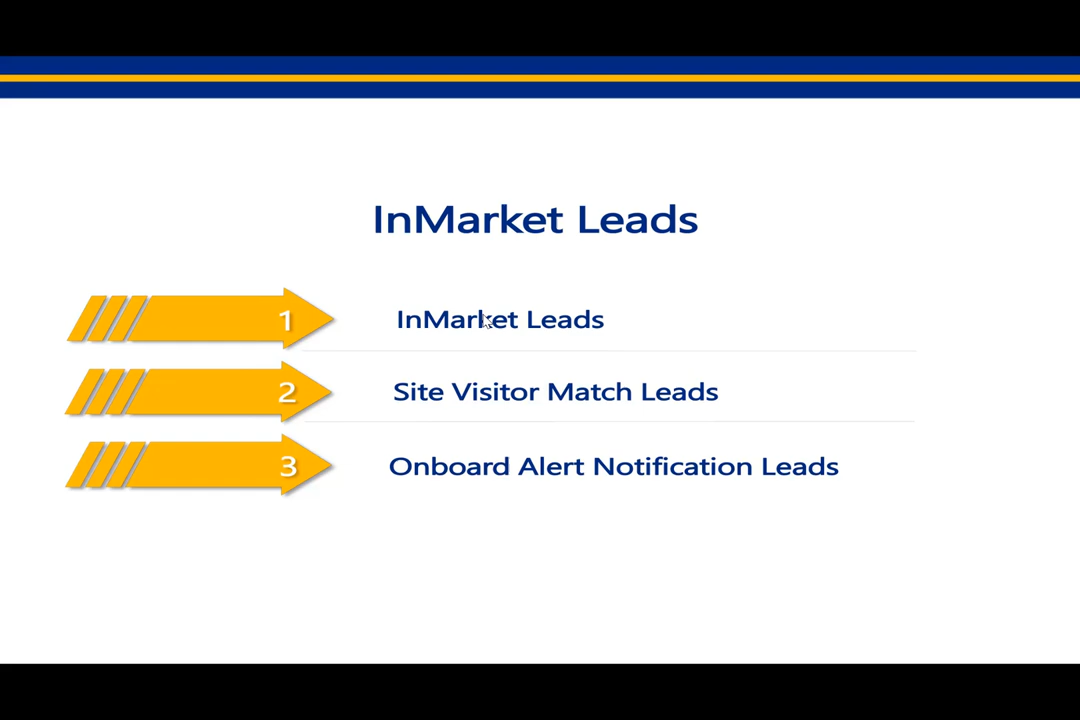 InMarket Leads
1 InMarket Leads
2 Site Visitor Match Leads
3 Onboard Alert Notification Leads